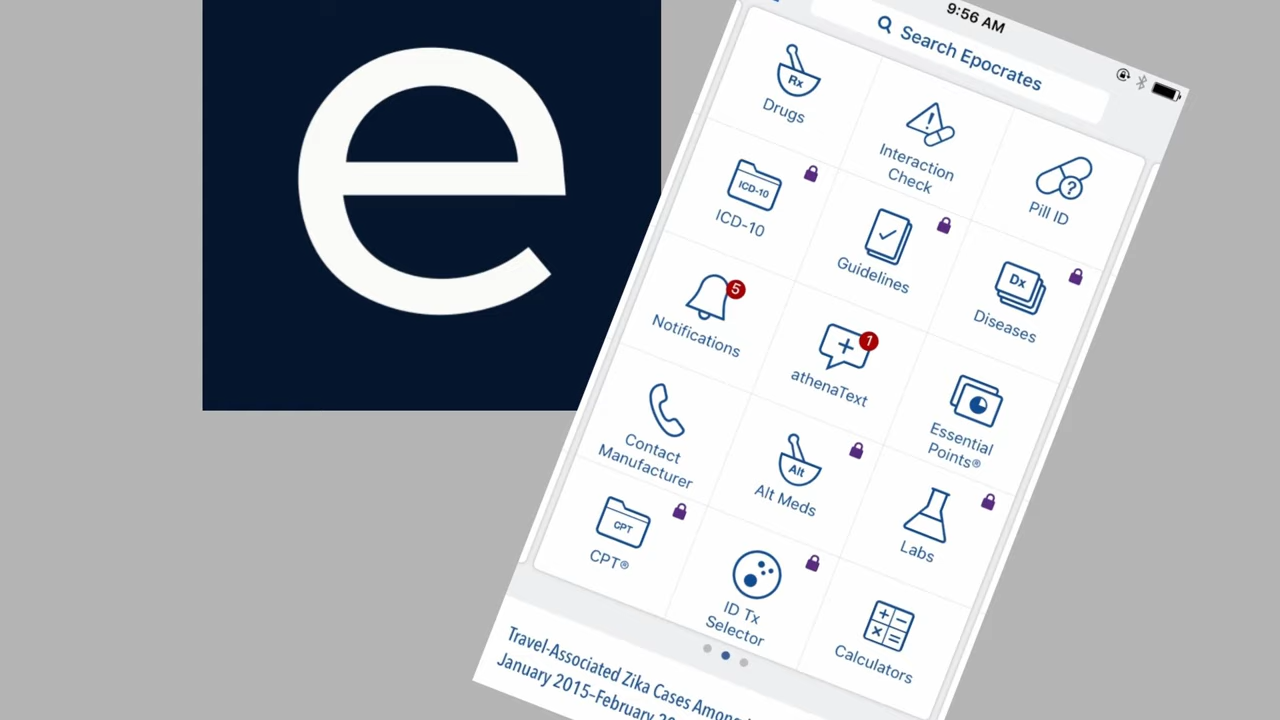 e
9:56 AM
Search Epocrates
Rx
Drugs
Interaction
Check
?
Pill ID
ICD-10
ICD-10
Guidelines
Dx
Diseases
5
Notifications
1
athenaText
Essential
Points®
Contact
Manufacturer
Alt
Alt Meds
Labs
CPT
CPT®
ID Tx
Selector
Calculators
Travel-Associated Zika Cases Among
January 2015–February